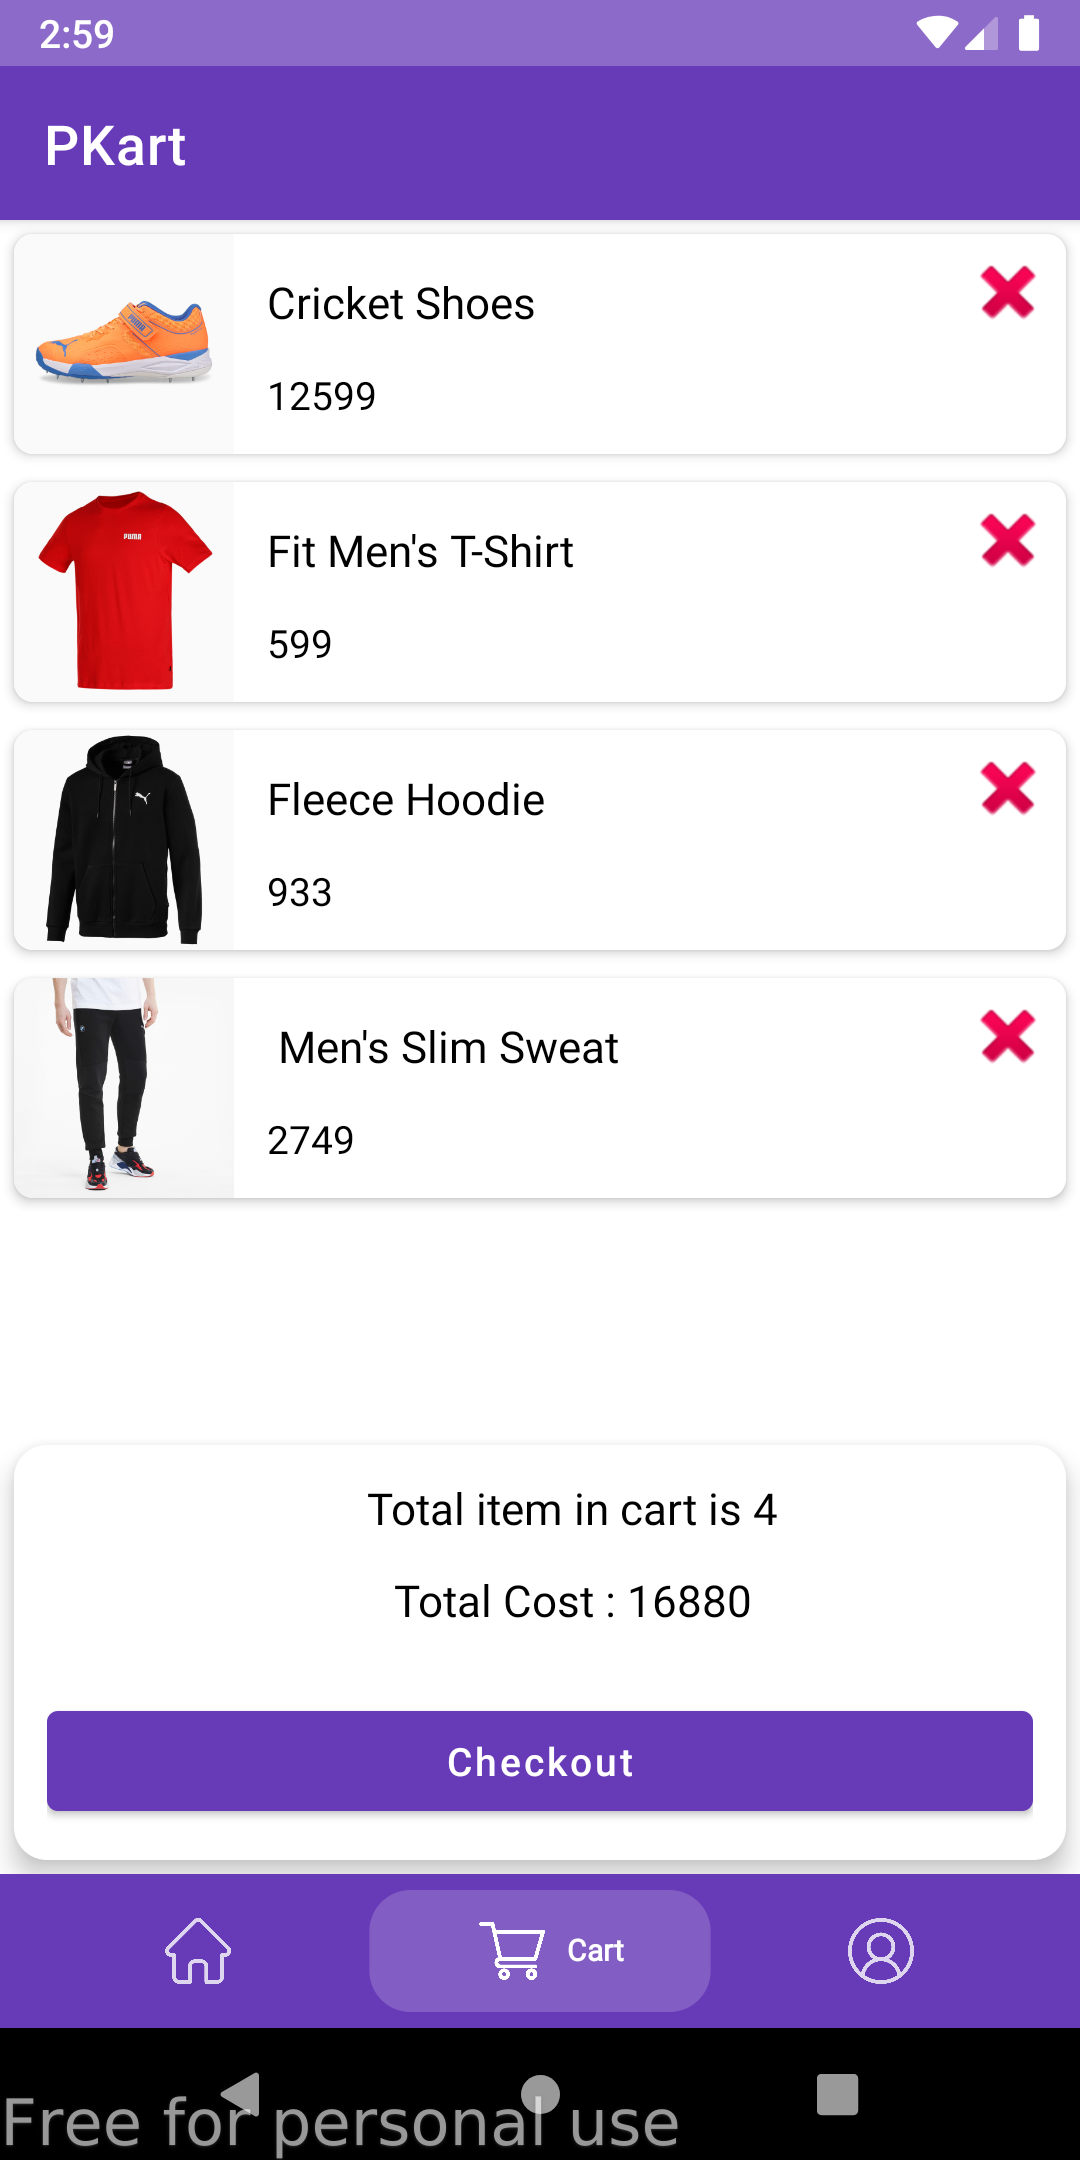 2:59
PKart
Cricket Shoes
12599
PUMA
Fit Men's T-Shirt
599
Fleece Hoodie
933
Men's Slim Sweat
2749
Total item in cart is 4
Total Cost : 16880
Checkout
Cart
Free for personal use